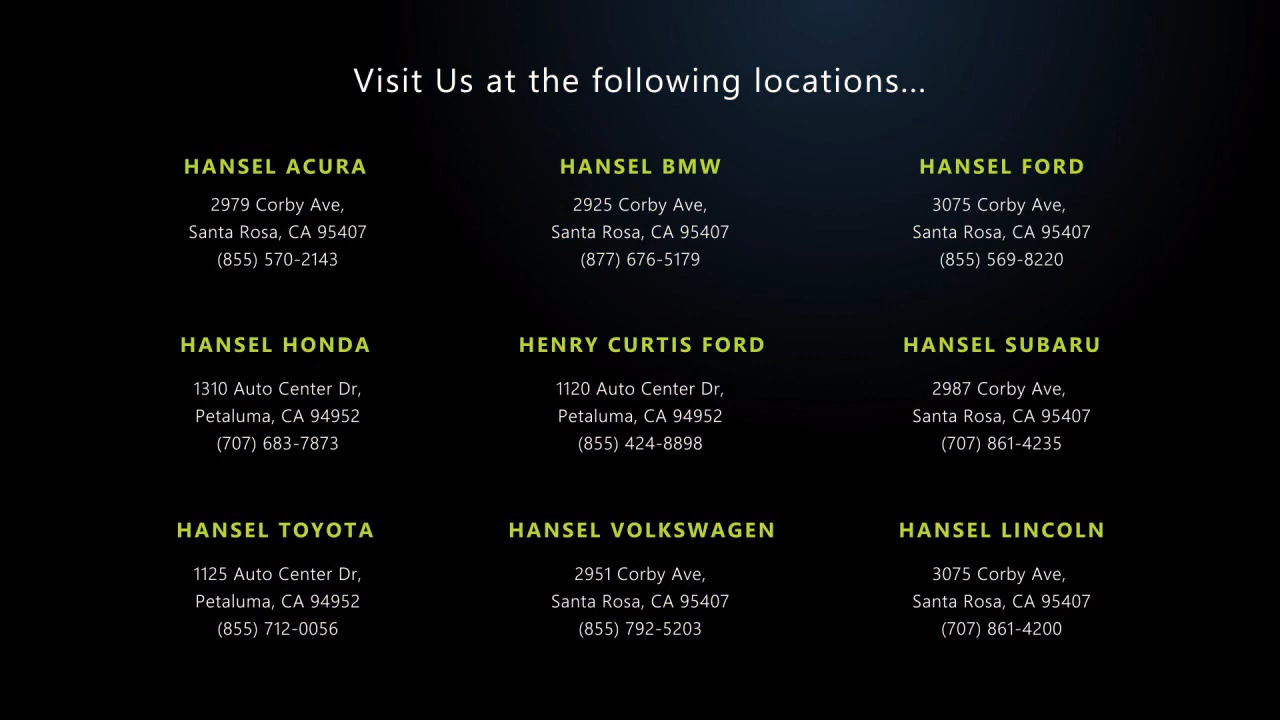 Visit Us at the following locations...
HANSEL ACURA
2979 Corby Ave,
Santa Rosa, CA 95407
(855) 570-2143
HANSEL BMW
2925 Corby Ave,
Santa Rosa, CA 95407
(877) 676-5179
HANSEL FORD
3075 Corby Ave,
Santa Rosa, CA 95407
(855) 569-8220
HANSEL HONDA
1310 Auto Center Dr,
Petaluma, CA 94952
(707) 683-7873
HENRY CURTIS FORD
1120 Auto Center Dr,
Petaluma, CA 94952
(855) 424-8898
HANSEL SUBARU
2987 Corby Ave,
Santa Rosa, CA 95407
(707) 861-4235
HANSEL TOYOTA
1125 Auto Center Dr,
Petaluma, CA 94952
(855) 712-0056
HANSEL VOLKSWAGEN
2951 Corby Ave,
Santa Rosa, CA 95407
(855) 792-5203
HANSEL LINCOLN
3075 Corby Ave,
Santa Rosa, CA 95407
(707) 861-4200